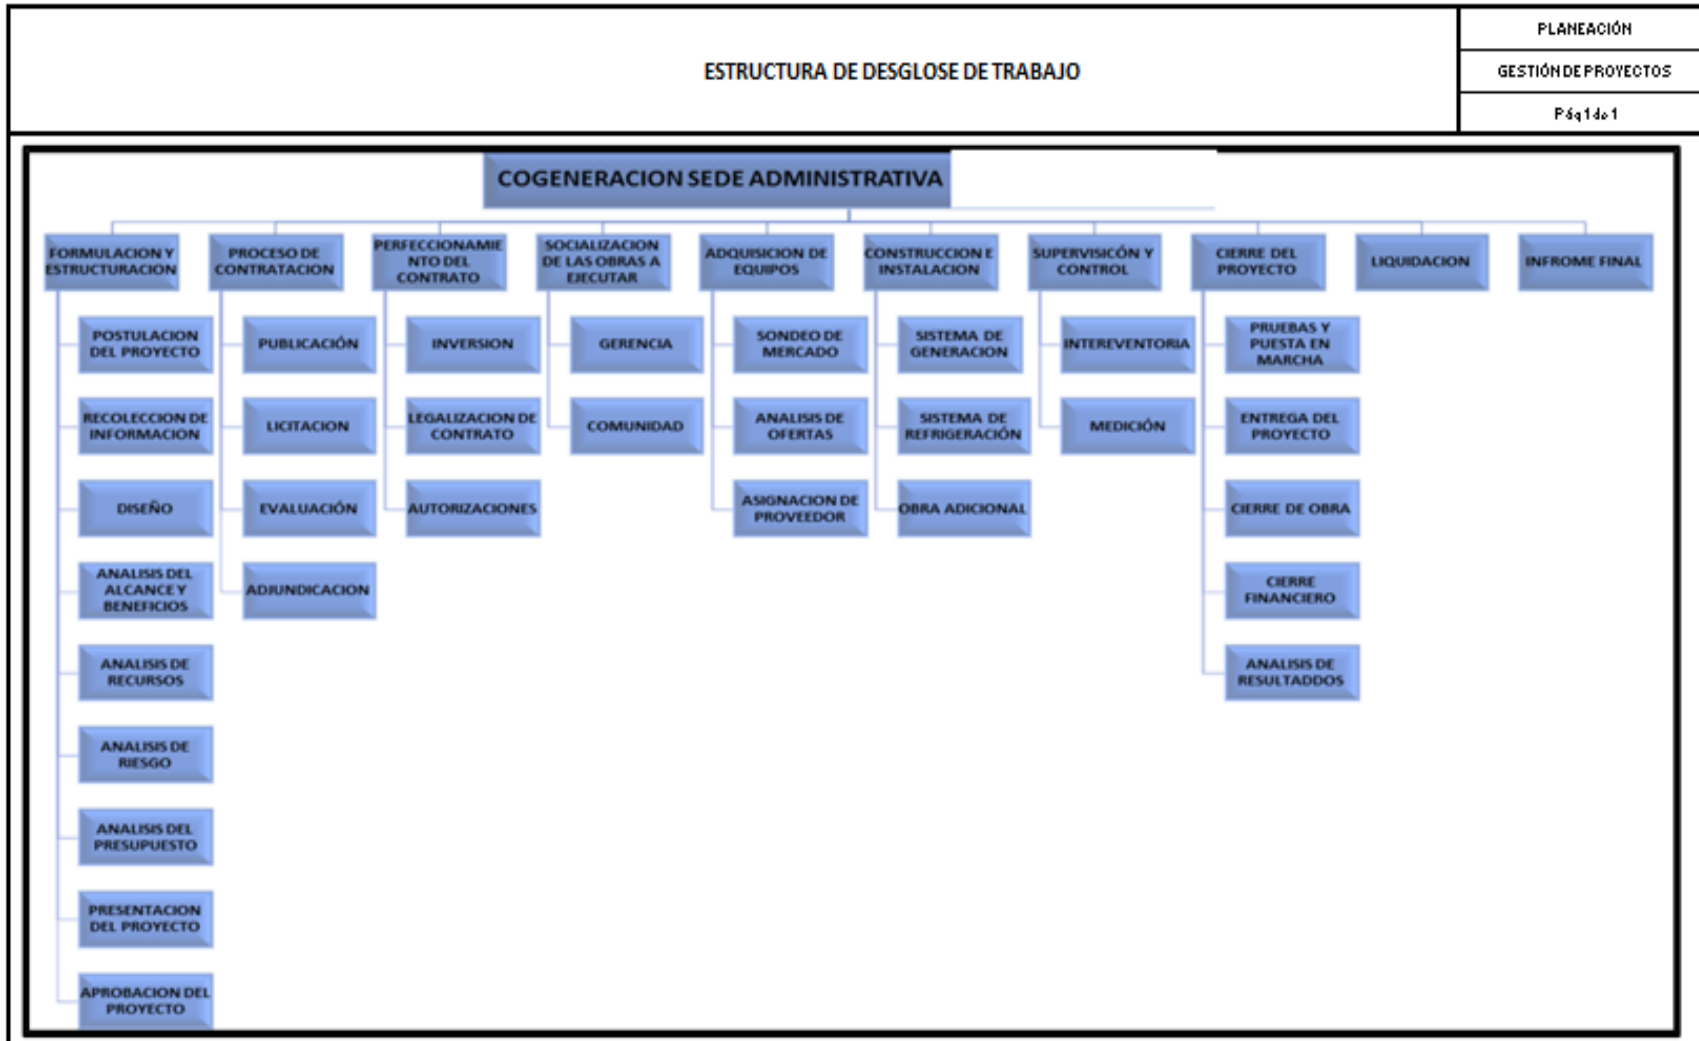 ESTRUCTURA DE DESGLOSE DE TRABAJO
PLANEACIÓN
GESTIÓN DE PROYECTOS
Pág 1 de 1
COGENERACION SEDE ADMINISTRATIVA
FORMULACION Y
ESTRUCTURACION
POSTULACION
DEL PROYECTO
RECOLECCION DE
INFORMACION
DISEÑO
ANALISIS DEL
ALCANCE Y
BENEFICIOS
ANALISIS DE
RECURSOS
ANALISIS DE
RIESGO
ANALISIS DEL
PRESUPUESTO
PRESENTACION
DEL PROYECTO
APROBACION DEL
PROYECTO
PROCESO DE
CONTRATACION
PUBLICACIÓN
LICITACION
EVALUACIÓN
ADJUNDICACION
PERFECCIONAMIE
NTO DEL
CONTRATO
INVERSION
LEGALIZACION DE
CONTRATO
AUTORIZACIONES
SOCIALIZACION
DE LAS OBRAS A
EJECUTAR
GERENCIA
COMUNIDAD
ADQUISICION DE
EQUIPOS
SONDEO DE
MERCADO
ANALISIS DE
OFERTAS
ASIGNACION DE
PROVEEDOR
CONSTRUCCION E
INSTALACION
SISTEMA DE
GENERACION
SISTEMA DE
REFRIGERACIÓN
OBRA ADICIONAL
SUPERVISICÓN Y
CONTROL
INTEREVENTORIA
MEDICIÓN
CIERRE DEL
PROYECTO
PRUEBAS Y
PUESTA EN
MARCHA
ENTREGA DEL
PROYECTO
CIERRE DE OBRA
CIERRE
FINANCIERO
ANALISIS DE
RESULTADDOS
LIQUIDACION
INFROME FINAL